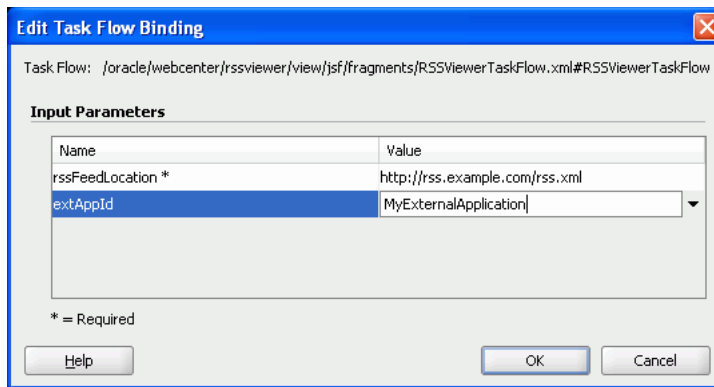 Edit Task Flow Binding
Task Flow: /oracle/webcenter/rssviewer/view/jsf/fragments/RSSViewerTaskFlow.xml#RSSViewerTaskFlow
Input Parameters
Name Value
rssFeedLocation * http://rss.example.com/rss.xml
extAppId MyExternalApplication
* = Required
Help OK Cancel